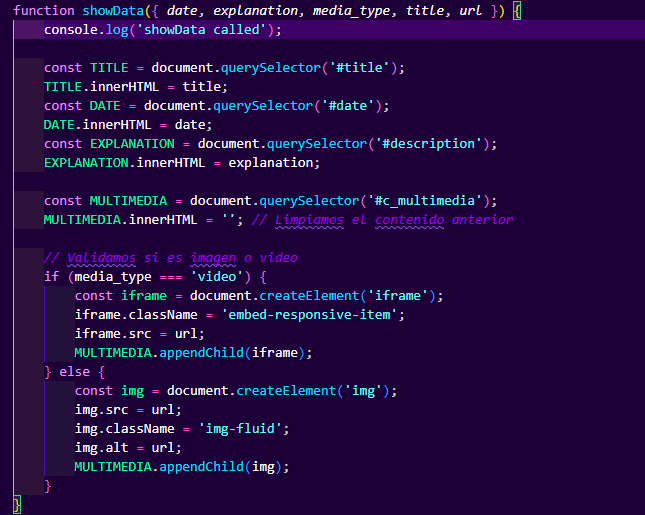 function showData({ date, explanation, media_type, title, url }) {
    console.log('showData called');
    const TITLE = document.querySelector('#title');
    TITLE.innerHTML = title;
    const DATE = document.querySelector('#date');
    DATE.innerHTML = date;
    const EXPLANATION = document.querySelector('#description');
    EXPLANATION.innerHTML = explanation;
    const MULTIMEDIA = document.querySelector('#c_multimedia');
    MULTIMEDIA.innerHTML = ''; // Limpiamos el contenido anterior
    // Validamos si es imagen o video
    if (media_type === 'video') {
        const iframe = document.createElement('iframe');
        iframe.className = 'embed-responsive-item';
        iframe.src = url;
        MULTIMEDIA.appendChild(iframe);
    } else {
        const img = document.createElement('img');
        img.src = url;
        img.className = 'img-fluid';
        img.alt = url;
        MULTIMEDIA.appendChild(img);
    }
}